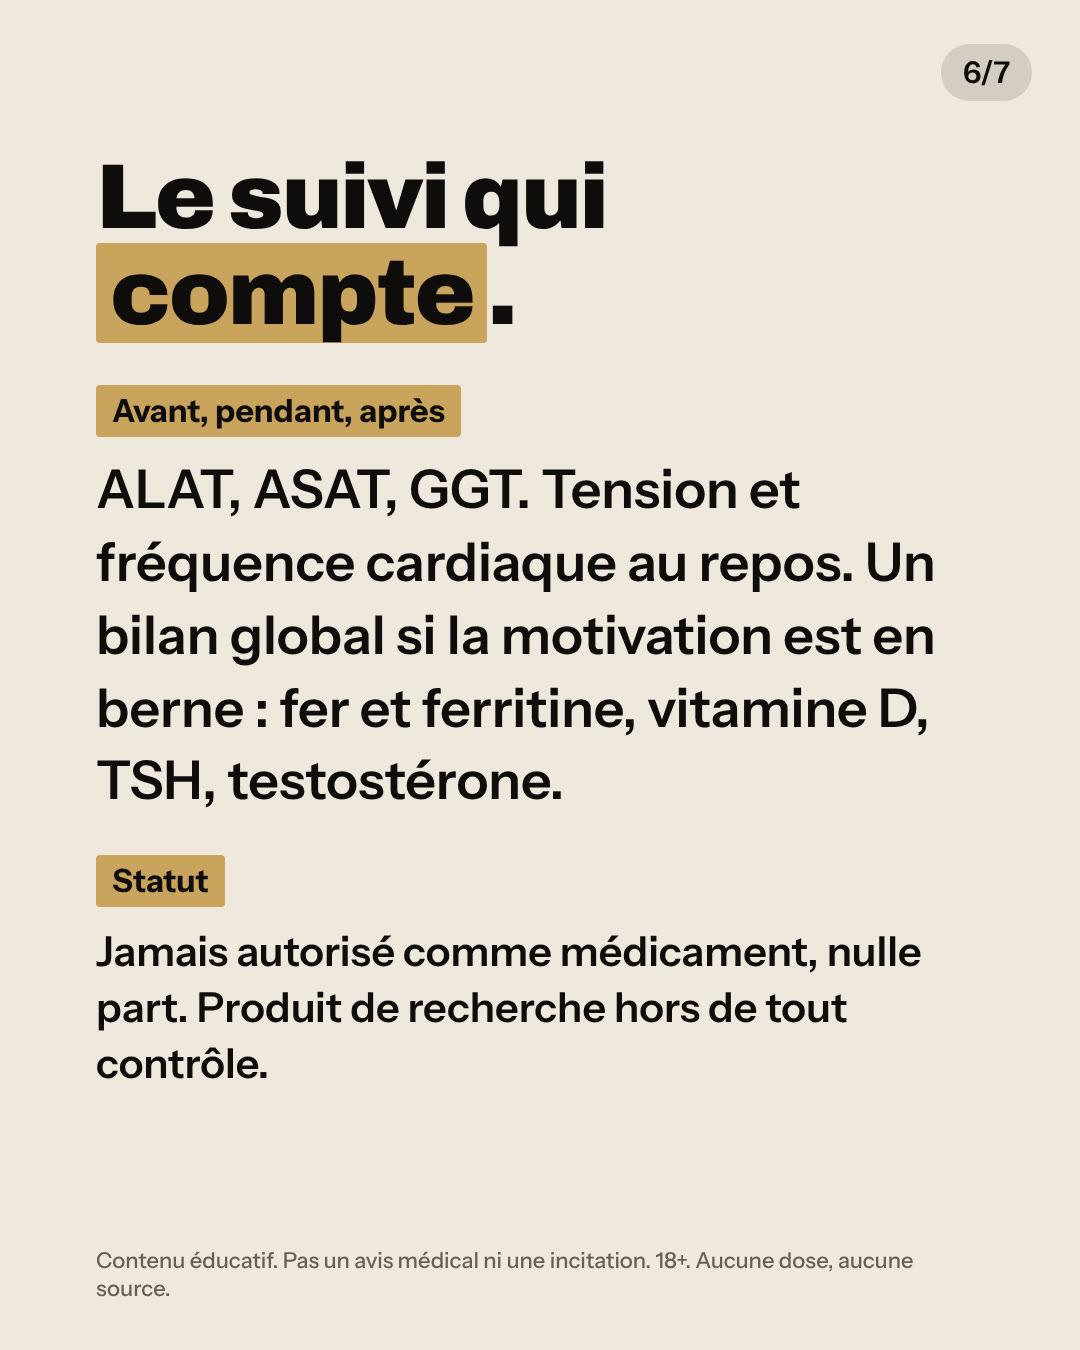 6/7
Le suivi qui
compte.
Avant, pendant, après
ALAT, ASAT, GGT. Tension et
fréquence cardiaque au repos. Un
bilan global si la motivation est en
berne : fer et ferritine, vitamine D,
TSH, testostérone.
Statut
Jamais autorisé comme médicament, nulle
part. Produit de recherche hors de tout
contrôle.
Contenu éducatif. Pas un avis médical ni une incitation. 18+. Aucune dose, aucune
source.